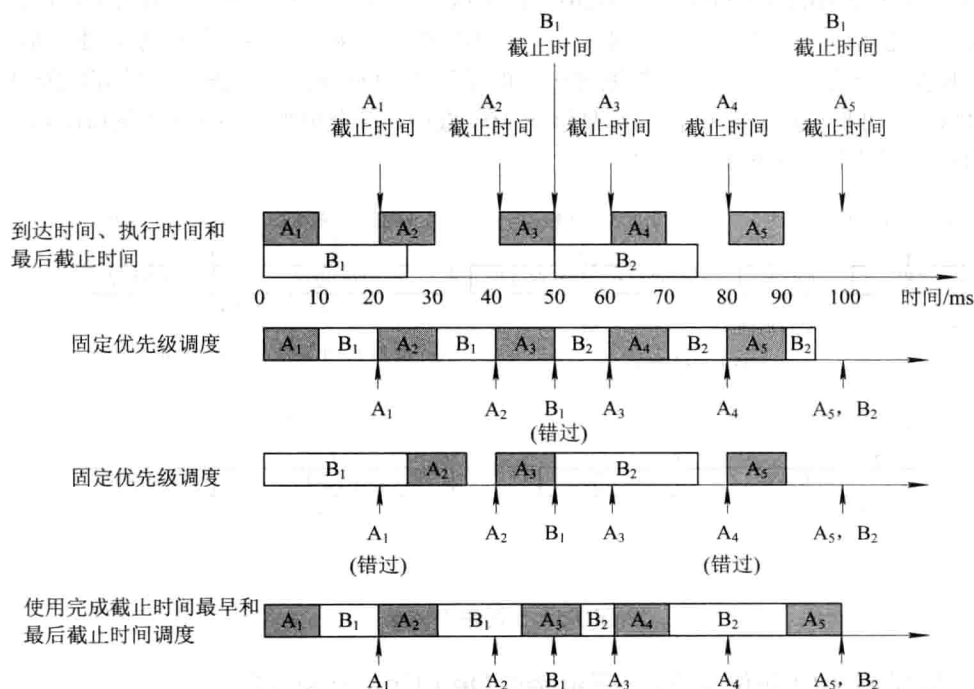 B₁ B₁
截止时间 截止时间
A₁ A₂ A₃ A₄ A₅
截止时间 截止时间 截止时间 截止时间 截止时间
到达时间、执行时间和
最后截止时间
A₁ A₂ A₃ A₄ A₅
B₁ B₂
0 10 20 30 40 50 60 70 80 90 100 时间/ms
固定优先级调度
A₁ B₁ A₂ B₁ A₃ B₂ A₄ B₂ A₅ B₂
A₁ A₂ B₁ A₃ A₄ A₅，B₂
(错过)
固定优先级调度
B₁ A₂ A₃ B₂ A₅
A₁ A₂ B₁ A₃ A₄ A₅，B₂
(错过) (错过)
使用完成截止时间最早和
最后截止时间调度
A₁ B₁ A₂ B₁ A₃ B₂ A₄ B₂ A₅
A₁ A₂ B₁ A₃ A₄ A₅，B₂